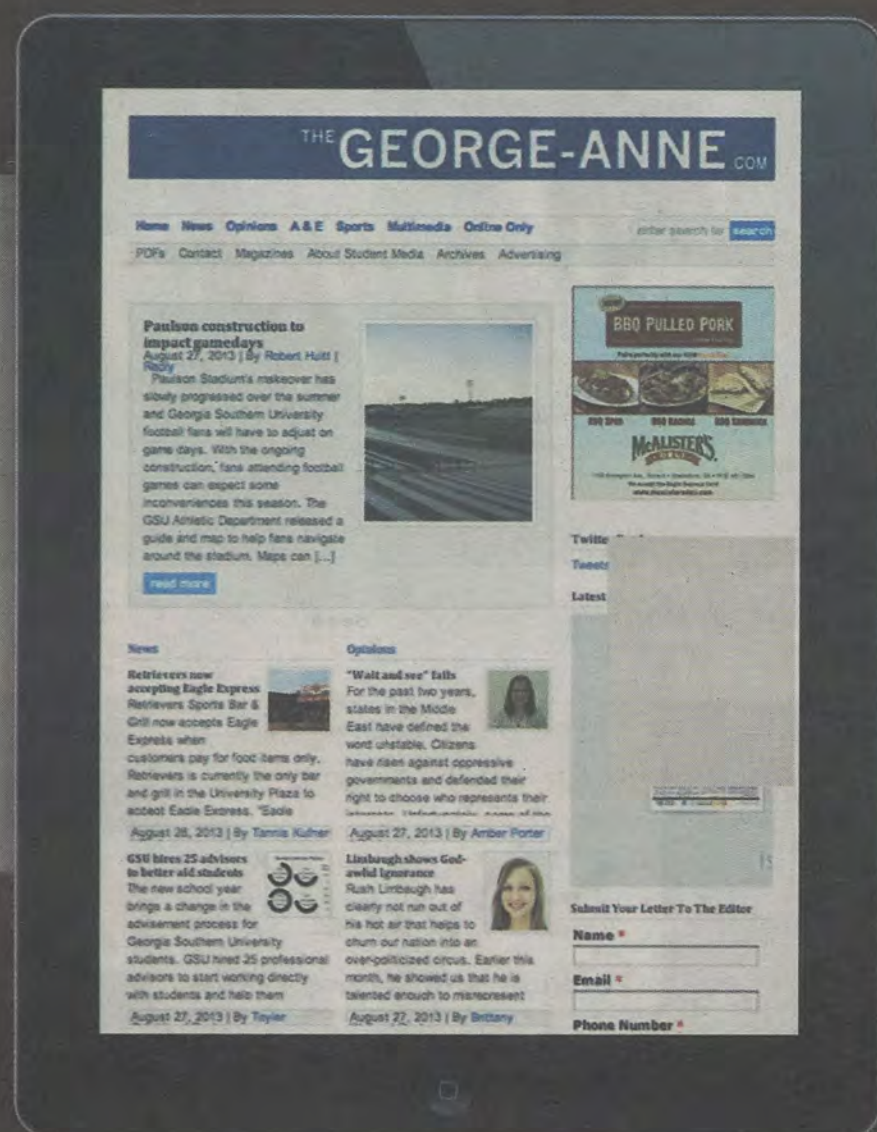 THE GEORGE-ANNE .COM
Home News Opinions A & E Sports Multimedia Online Only
enter search search
PDFs Contact Magazines About Student Media Archives Advertising
Paulson construction to
impact gamedays
August 27, 2013 | By Robert |
Reply
Paulson Stadium's makeover has
slowly progressed over the summer
and Georgia Southern University
football fans will have to adjust on
game days. With the ongoing
construction, fans attending football
games can expect some
inconveniences this season. The
GSU Athletic Department released a
guide and map to help fans navigate
around the stadium. Maps can [...]
read more
BBQ PULLED PORK
BBQ SPUD BBQ NACHOS BBQ SANDWICH
McALISTER'S
DELI
Tweets
Latest
News
Retrievers now
accepting Eagle Express
Retrievers Sports Bar &
Grill now accepts Eagle
Express when
customers pay for food items only.
Retrievers is currently the only bar
and grill in the University Plaza to
accept Eagle Express. "Eagle
August 28, 2013 | By Tannis Kufner
GSU hires 25 advisors
to better aid students
The new school year
brings a change in the
advisement process for
Georgia Southern University
students. GSU hired 25 professional
advisors to start working directly
with students and help them
August 27, 2013 | By Taylor
Opinions
"Wait and see" fails
For the past two years,
states in the Middle
East have defined the
word unstable. Citizens
have risen against oppressive
governments and defended their
right to choose who represents their
interests. Unfortunately, some of the
August 27, 2013 | By Amber Porter
Limbaugh shows God-
awful ignorance
Rush Limbaugh has
clearly not run out of
his hot air that helps to
churn our nation into an
over-politicized circus. Earlier this
month, he showed us that he is
talented enough to misrepresent
August 27, 2013 | By Brittany
Submit Your Letter To The Editor
Name *
Email *
Phone Number *